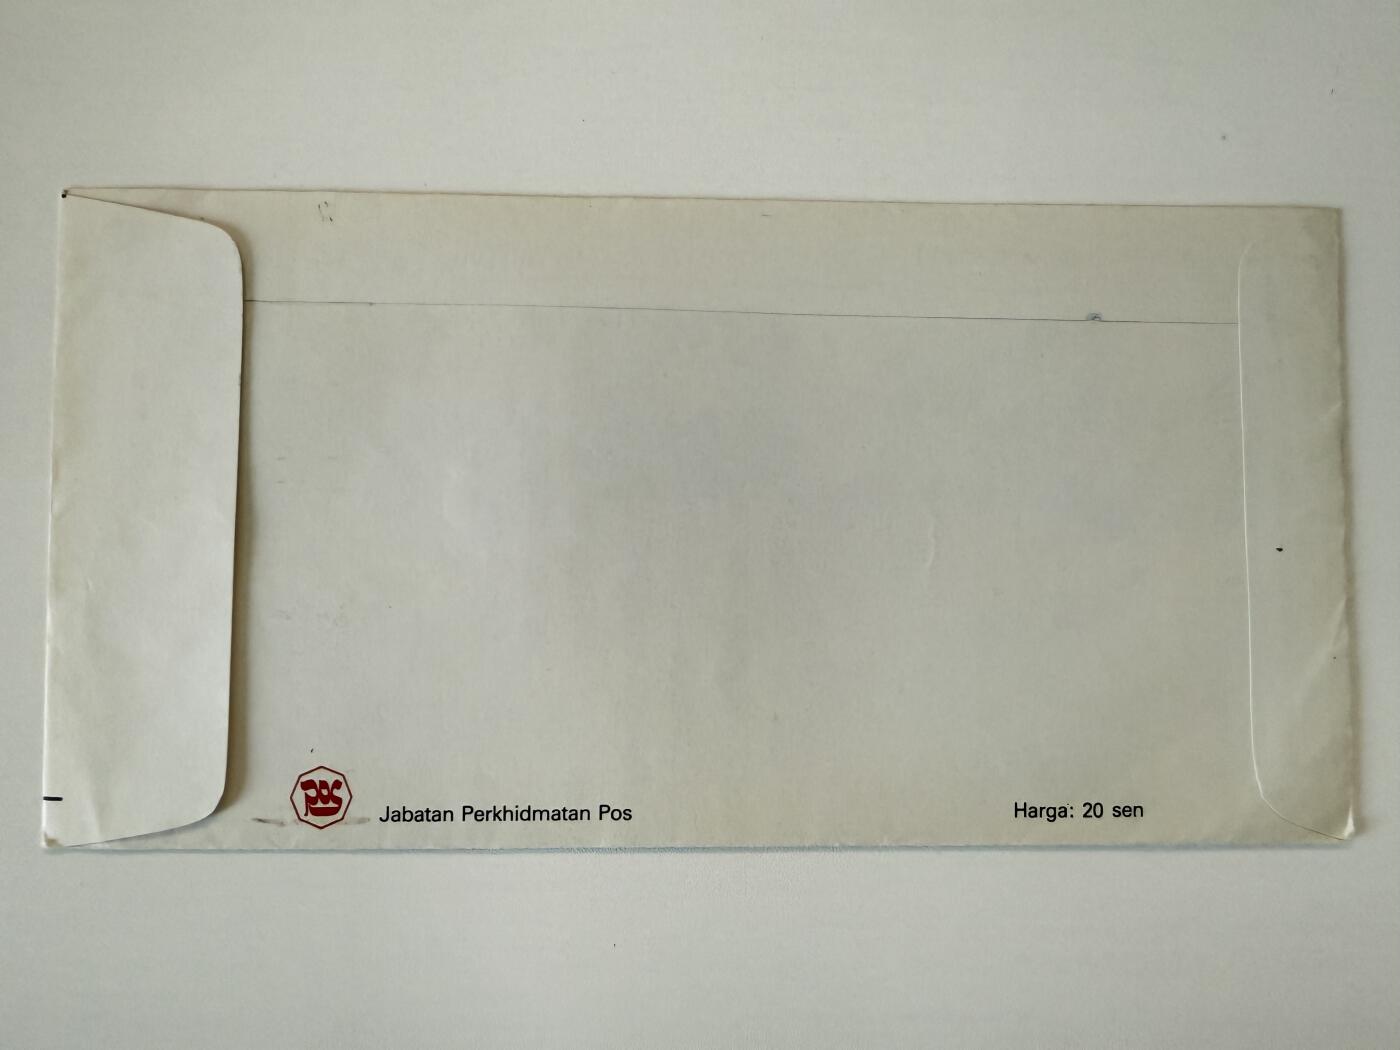 pos
Jabatan Perkhidmatan Pos
Harga: 20 sen